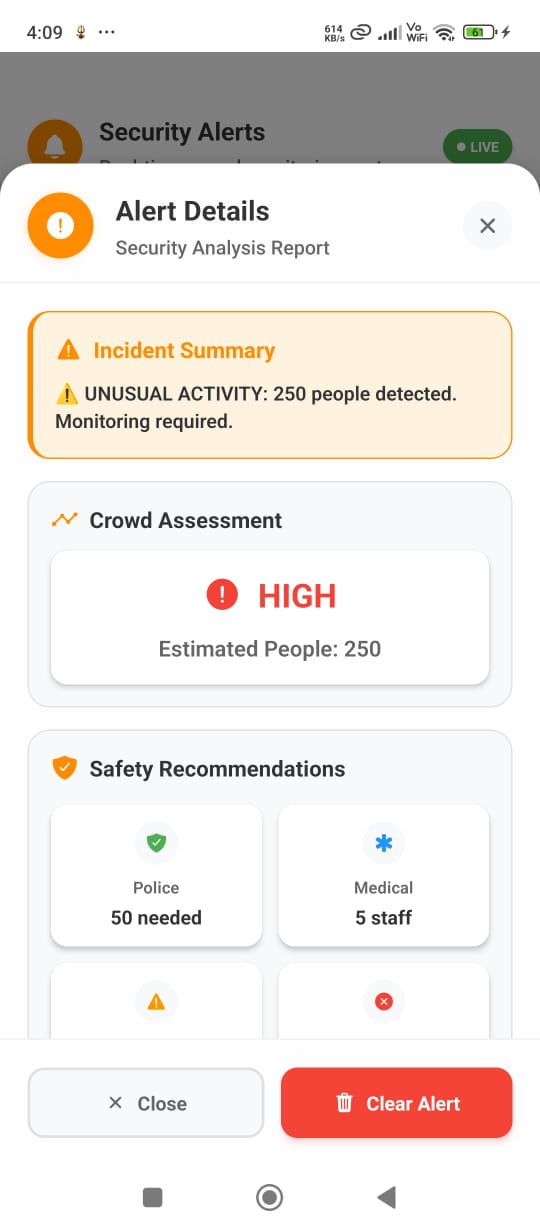 4:09
614
KB/s
Vo
WiFi
61
Security Alerts
LIVE
Alert Details
Security Analysis Report
Incident Summary
⚠️ UNUSUAL ACTIVITY: 250 people detected.
Monitoring required.
Crowd Assessment
HIGH
Estimated People: 250
Safety Recommendations
Police
50 needed
Medical
5 staff
Close
Clear Alert